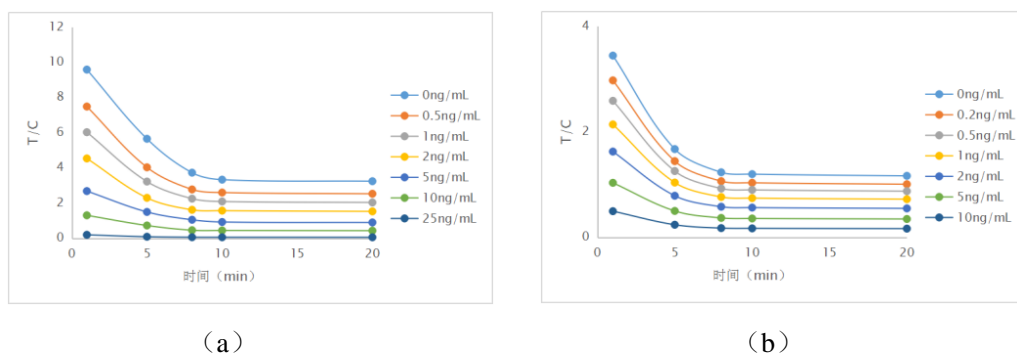 12
10
8
6
4
2
0
T/C
0 5 10 15 20
时间（min）
0ng/mL
0.5ng/mL
1ng/mL
2ng/mL
5ng/mL
10ng/mL
25ng/mL
（a）
4
2
0
T/C
0 5 10 15 20
时间（min）
0ng/mL
0.2ng/mL
0.5ng/mL
1ng/mL
2ng/mL
5ng/mL
10ng/mL
（b）